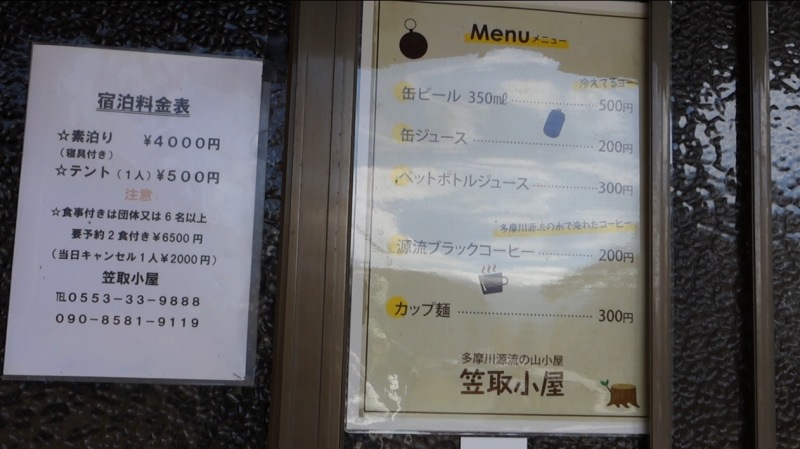 宿泊料金表
☆素泊り ￥4000円
（寝具付き）
☆テント（1人）￥500円
注意
☆食事付きは団体又は6名以上
要予約2食付き￥6500円
（当日キャンセル1人￥2000円）
笠取小屋
℡0553-33-9888
090-8581-9119
Menuメニュー
冷えてるヨー
缶ビール 350㎖ 500円
缶ジュース 200円
ペットボトルジュース 300円
多摩川源流の水で淹れたコーヒー
源流ブラックコーヒー 200円
カップ麺 300円
多摩川源流の山小屋
笠取小屋